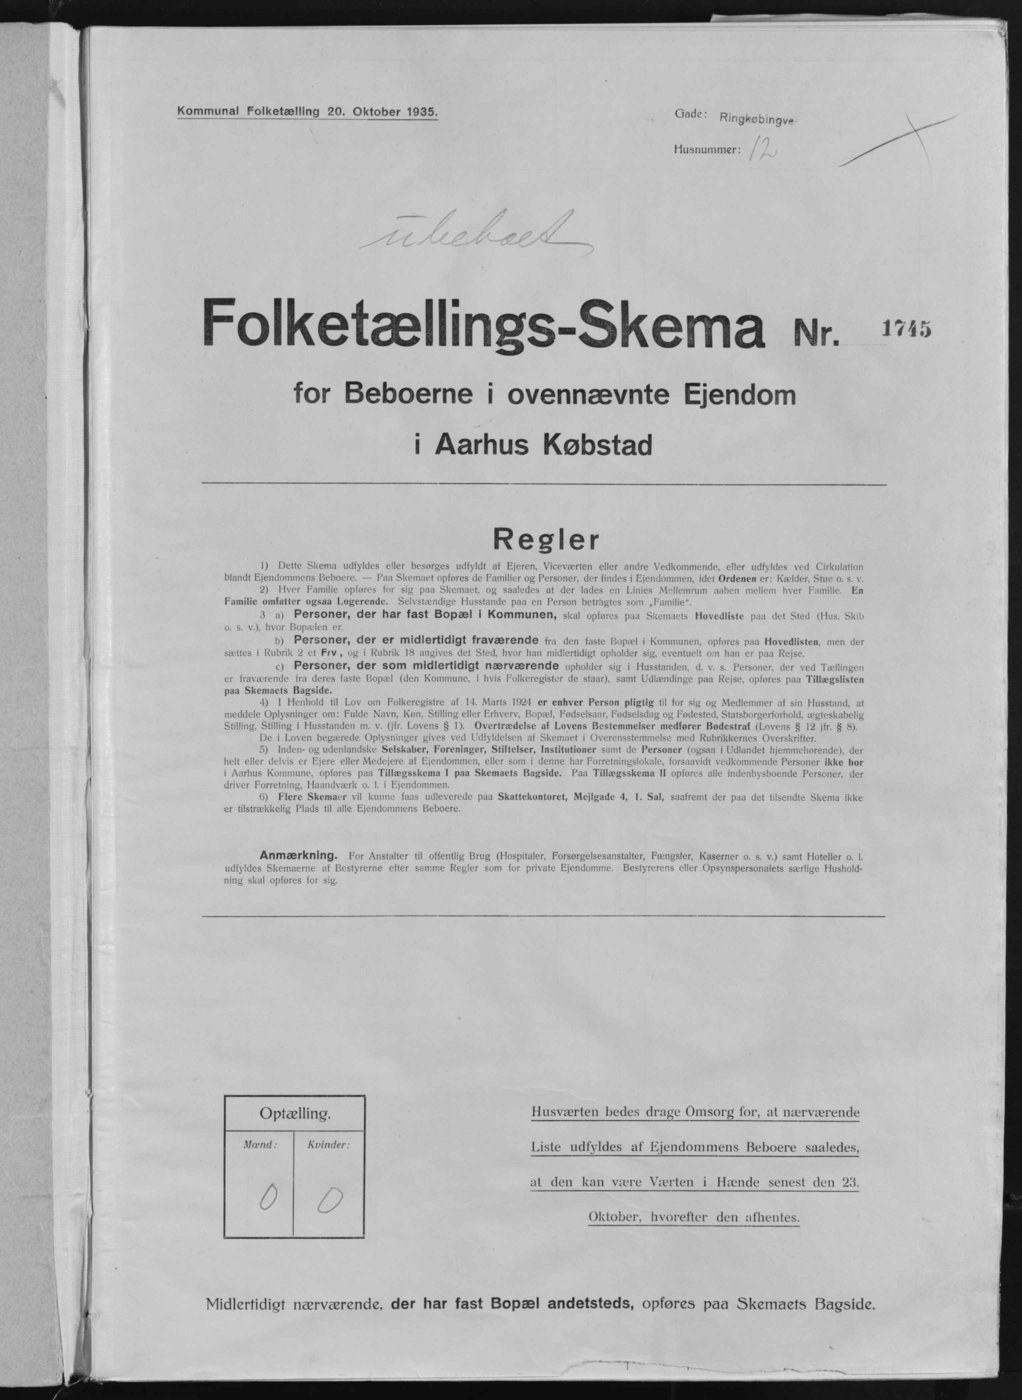 Kommunal Folketælling 20. Oktober 1935.
Gade: Ringkøbingve
Husnummer: 12
ubeboet
Folketællings-Skema Nr. 1745
for Beboerne i ovennævnte Ejendom
i Aarhus Købstad
Regler
1) Dette Skema udfyldes eller besørges udfyldt af Ejeren, Viceværten eller andre Vedkommende, eller udfyldes ved Cirkulation
blandt Ejendommens Beboere. — Paa Skemaet opføres de Familier og Personer, der findes i Ejendommen, idet Ordenen er: Kælder, Stue o. s. v.
2) Hver Familie opføres for sig paa Skemaet, og saaledes at der lades en Linies Mellemrum aaben mellem hver Familie. En
Familie omfatter ogsaa Logerende. Selvstændige Husstande paa en Person betragtes som „Familie“.
3 a) Personer, der har fast Bopæl i Kommunen, skal opføres paa Skemaets Hovedliste paa det Sted (Hus, Skib
o. s. v.), hvor Bopælen er.
b) Personer, der er midlertidigt fraværende fra den faste Bopæl i Kommunen, opføres paa Hovedlisten, men der
sættes i Rubrik 2 et Frv., og i Rubrik 18 angives det Sted, hvor han midlertidigt opholder sig, eventuelt om han er paa Rejse.
c) Personer, der som midlertidigt nærværende opholder sig i Husstanden, d. v. s. Personer, der ved Tællingen
er fraværende fra deres faste Bopæl (den Kommune, i hvis Folkeregister de staar), samt Udlændinge paa Rejse, opføres paa Tillægslisten
paa Skemaets Bagside.
4) I Henhold til Lov om Folkeregistre af 14. Marts 1924 er enhver Person pligtig til for sig og Medlemmer af sin Husstand, at
meddele Oplysninger om: Fulde Navn, Køn, Stilling eller Erhverv, Bopæl, Fødselsaar, Fødselsdag og Fødested, Statsborgerforhold, ægteskabelig
Stilling, Stilling i Husstanden m. v. (jfr. Lovens § 1). Overtrædelse af Lovens Bestemmelser medfører Bødestraf (Lovens § 12 jfr. § 8).
De i Loven begærede Oplysninger gives ved Udfyldelsen af Skemaet i Overensstemmelse med Rubrikkernes Overskrifter.
5) Inden- og udenlandske Selskaber, Foreninger, Stiftelser, Institutioner samt de Personer (ogsaa i Udlandet hjemmehørende), der
helt eller delvis er Ejere eller Medejere af Ejendommen, eller som i denne har Forretningslokale, forsaavidt vedkommende Personer ikke bor
i Aarhus Kommune, opføres paa Tillægsskema I paa Skemaets Bagside. Paa Tillægsskema II opføres alle indenbysboende Personer, der
driver Forretning, Haandværk o. l. i Ejendommen.
6) Flere Skemaer vil kunne faas udleverede paa Skattekontoret, Mejlgade 4, 1. Sal, saafremt der paa det tilsendte Skema ikke
er tilstrækkelig Plads til alle Ejendommens Beboere.
Anmærkning. For Anstalter til offentlig Brug (Hospitaler, Forsørgelsesanstalter, Fængsler, Kaserner o. s. v.) samt Hoteller o. l.
udfyldes Skemaerne af Bestyrerne efter samme Regler som for private Ejendomme. Bestyrerens eller Opsynspersonalets særlige Hushold-
ning skal opføres for sig.
Optælling.
Mænd: Kvinder:
0 0
Husværten bedes drage Omsorg for, at nærværende
Liste udfyldes af Ejendommens Beboere saaledes,
at den kan være Værten i Hænde senest den 23.
Oktober, hvorefter den afhentes.
Midlertidigt nærværende, der har fast Bopæl andetsteds, opføres paa Skemaets Bagside.